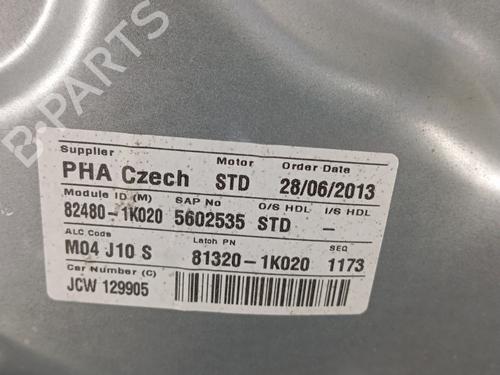 B-PARTS
Supplier Motor Order Date
PHA Czech STD 28/06/2013
Module ID (M) SAP No O/S HDL I/S HDL
82480-1K020 5602535 STD -
ALC Code Latch PN SEQ
M04 J10 S 81320-1K020 1173
Car Number (C)
JCW 129905